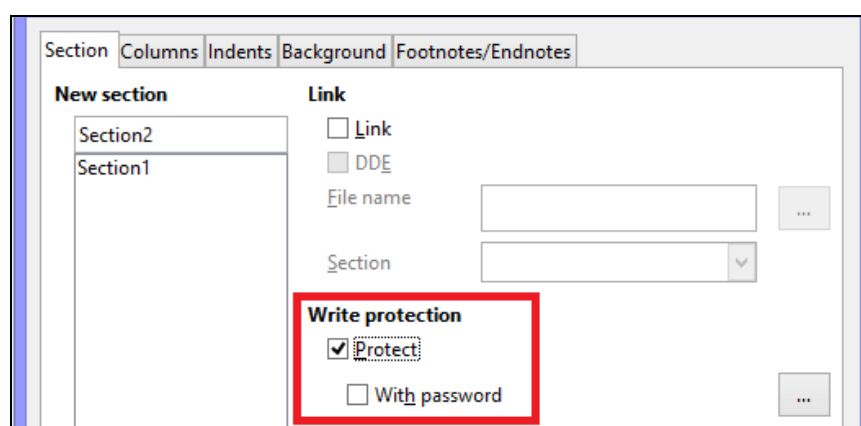 Section Columns Indents Background Footnotes/Endnotes
New section
Section2
Section1
Link
Link
DDE
File name
...
Section
Write protection
Protect
With password
...